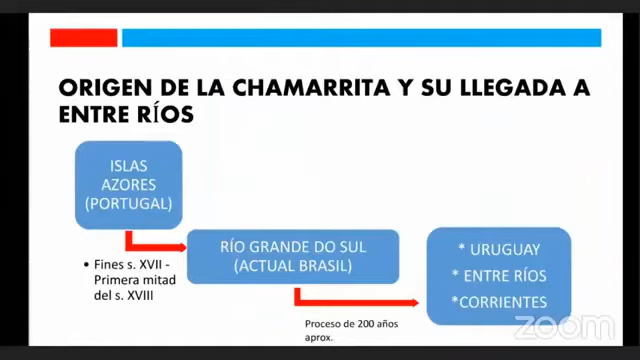 ORIGEN DE LA CHAMARRITA Y SU LLEGADA A
ENTRE RÍOS
ISLAS
AZORES
(PORTUGAL)
• Fines s. XVII -
Primera mitad
del s. XVIII
RÍO GRANDE DO SUL
(ACTUAL BRASIL)
Proceso de 200 años
aprox.
* URUGUAY
* ENTRE RÍOS
*CORRIENTES
zoom